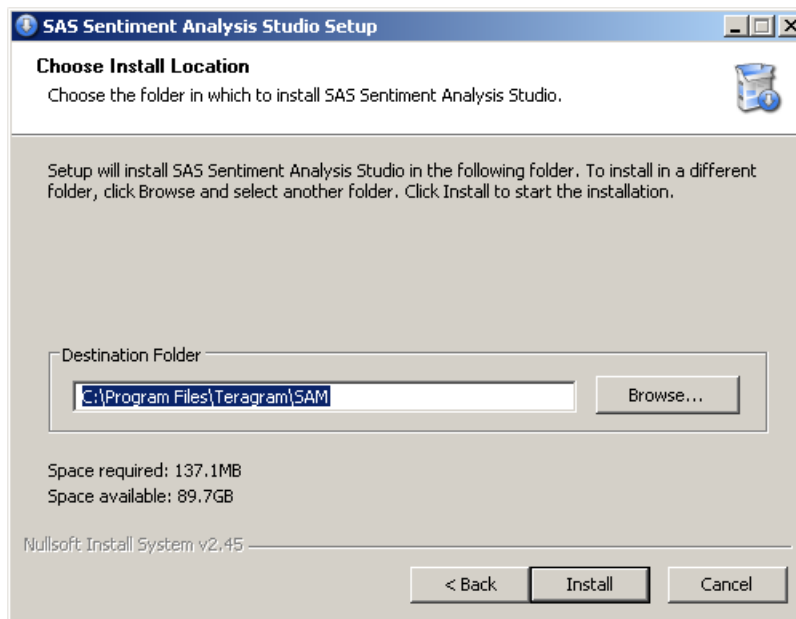 SAS Sentiment Analysis Studio Setup
Choose Install Location
Choose the folder in which to install SAS Sentiment Analysis Studio.
Setup will install SAS Sentiment Analysis Studio in the following folder. To install in a different
folder, click Browse and select another folder. Click Install to start the installation.
Destination Folder
C:\Program Files\Teragram\SAM
Browse...
Space required: 137.1MB
Space available: 89.7GB
Nullsoft Install System v2.45
< Back Install Cancel